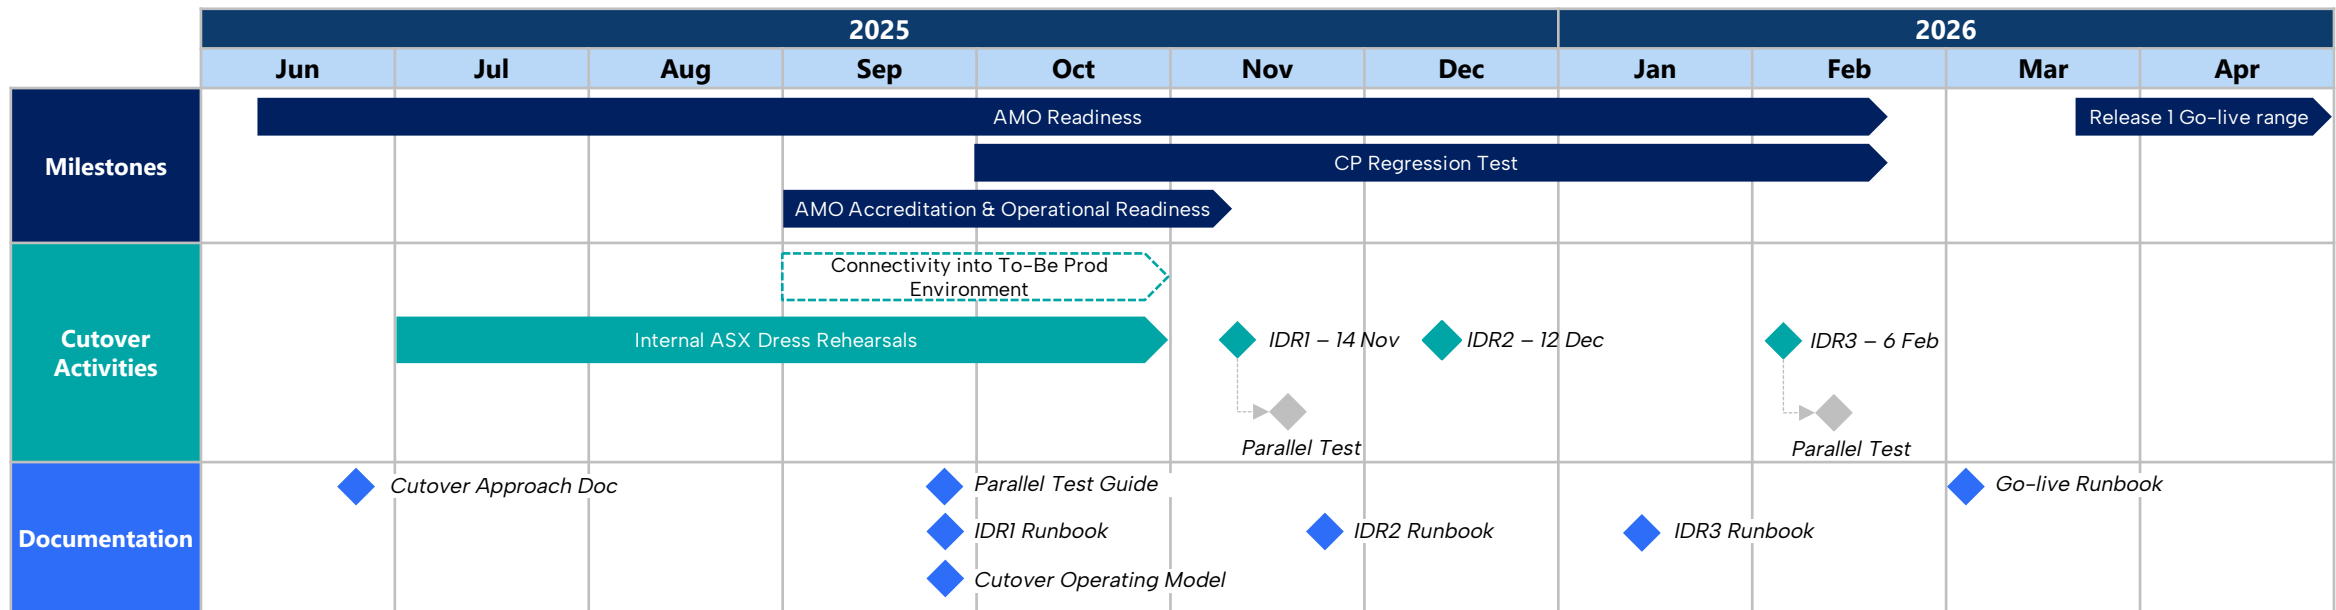 2025
2026
Jun
Jul
Aug
Sep
Oct
Nov
Dec
Jan
Feb
Mar
Apr
Milestones
AMO Readiness
Release 1 Go-live range
CP Regression Test
AMO Accreditation & Operational Readiness
Cutover
Activities
Connectivity into To-Be Prod
Environment
Internal ASX Dress Rehearsals
IDR1 – 14 Nov
IDR2 – 12 Dec
IDR3 – 6 Feb
Parallel Test
Parallel Test
Documentation
Cutover Approach Doc
Parallel Test Guide
Go-live Runbook
IDR1 Runbook
IDR2 Runbook
IDR3 Runbook
Cutover Operating Model